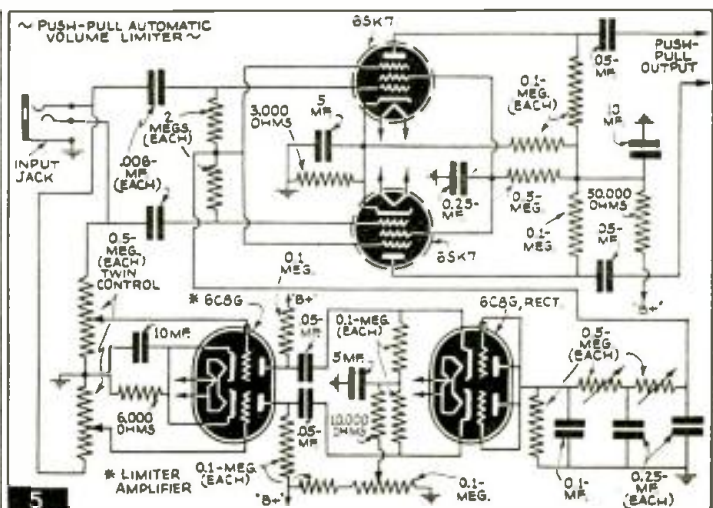 ~ PUSH-PULL AUTOMATIC
VOLUME LIMITER ~
6SK7
.05-
MF.
PUSH-
PULL
OUTPUT
INPUT
JACK
.008-
MF.
(EACH)
2
MEGS.
(EACH)
3,000
OHMS
5
MF.
0.1-
MEG.
(EACH)
10
MF.
0.25-
MF.
0.5-
MEG.
0.1-
MEG.
50,000
OHMS
.05-
MF.
"B+"
6SK7
0.5-
MEG.
(EACH)
TWIN
CONTROL
* 6C8G
0.1
MEG.
"B+"
.05-
MF.
0.1-MEG.
(EACH)
6C8G, RECT.
0.5-
MEG.
(EACH)
10 MF.
5 MF.
6,000
OHMS
.05-
MF.
10,000
OHMS
* LIMITER
AMPLIFIER
0.1-MEG.
(EACH)
"B+"
0.1-
MEG.
0.1-
MF.
0.25-
MF.
(EACH)
5